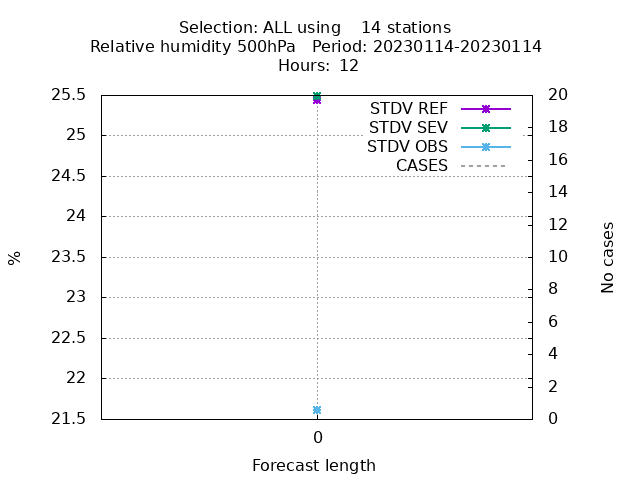 Selection: ALL using    14 stations
Relative humidity 500hPa   Period: 20230114-20230114
Hours:  12
25.5
25
24.5
24
23.5
23
22.5
22
21.5
20
18
16
14
12
10
8
6
4
2
0
STDV REF
STDV SEV
STDV OBS
CASES
%
No cases
0
Forecast length